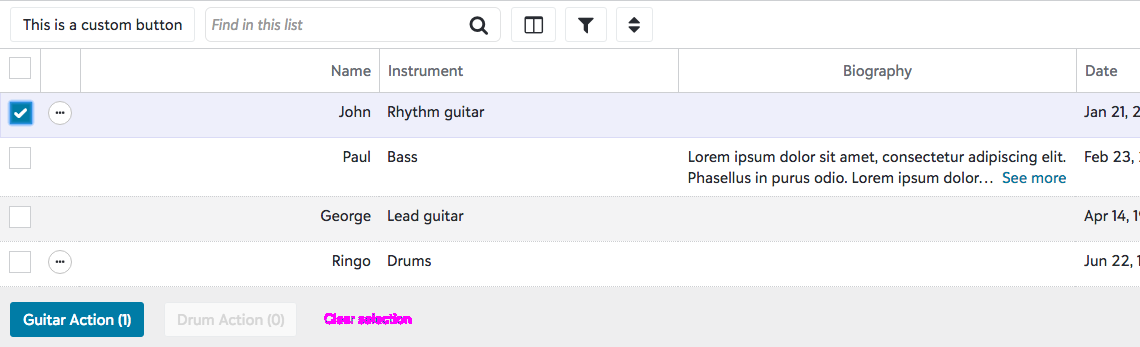 This is a custom button Find in this list
Name Instrument Biography Date
John Rhythm guitar Jan 21, 2
Paul Bass Lorem ipsum dolor sit amet, consectetur adipiscing elit. Feb 23,
Phasellus in purus odio. Lorem ipsum dolor… See more
George Lead guitar Apr 14, 19
Ringo Drums Jun 22, 1
Guitar Action (1) Drum Action (0) Clear selection